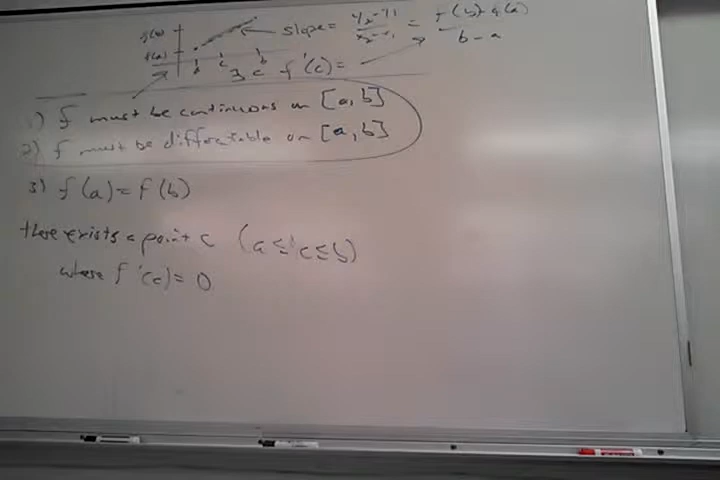 slope = y₂-y₁ / x₂-x₁ = f(b)-f(a) / b-a
a c b
∃ c f'(c) =
1) f must be continuous on [a,b]
2) f must be differetable on [a,b]
3) f(a) = f(b)
there exists a point c (a ≤ c ≤ b)
where f'(c) = 0